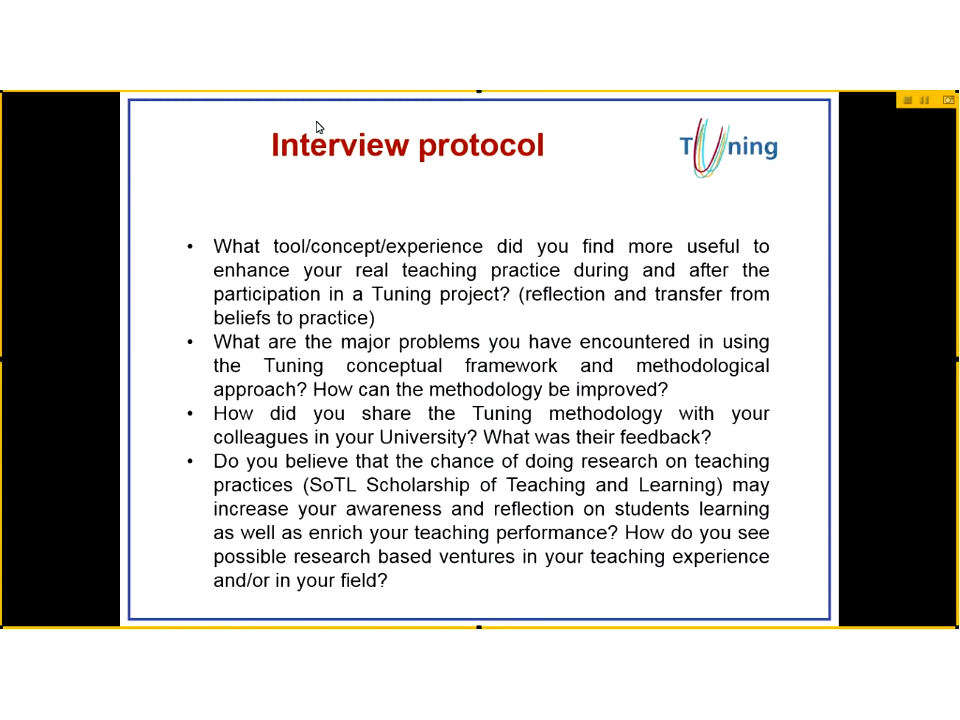 Interview protocol
TUning
• What tool/concept/experience did you find more useful to
enhance your real teaching practice during and after the
participation in a Tuning project? (reflection and transfer from
beliefs to practice)
• What are the major problems you have encountered in using
the Tuning conceptual framework and methodological
approach? How can the methodology be improved?
• How did you share the Tuning methodology with your
colleagues in your University? What was their feedback?
• Do you believe that the chance of doing research on teaching
practices (SoTL Scholarship of Teaching and Learning) may
increase your awareness and reflection on students learning
as well as enrich your teaching performance? How do you see
possible research based ventures in your teaching experience
and/or in your field?